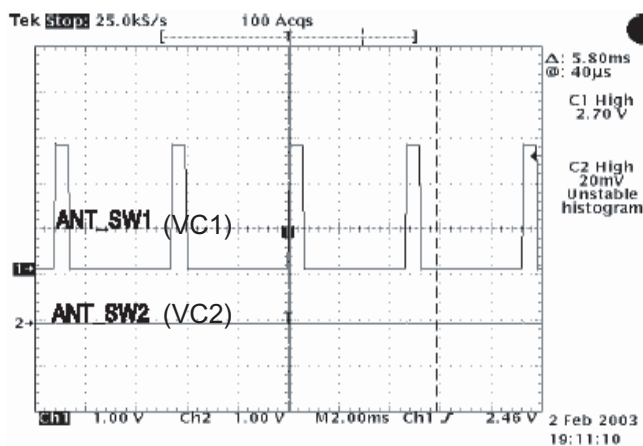 Tek Stop: 25.0kS/s 100 Acqs
Δ: 5.80ms
@: 40µs
C1 High
2.70 V
C2 High
20mV
Unstable
histogram
ANT_SW1 (VC1)
1→
ANT_SW2 (VC2)
2→
Ch1 1.00 V Ch2 1.00 V M2.00ms Ch1 2.46 V
2 Feb 2003
19:11:10